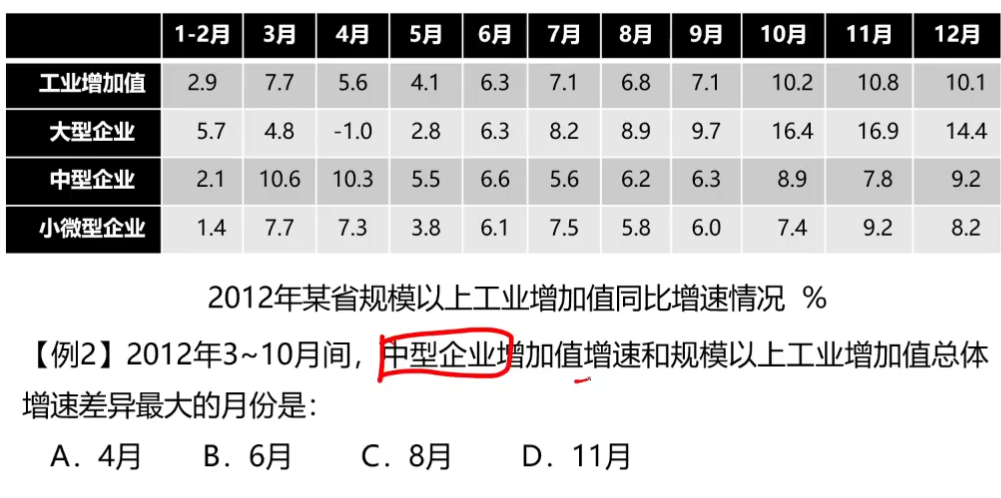 1-2月 3月 4月 5月 6月 7月 8月 9月 10月 11月 12月
工业增加值 2.9 7.7 5.6 4.1 6.3 7.1 6.8 7.1 10.2 10.8 10.1
大型企业 5.7 4.8 -1.0 2.8 6.3 8.2 8.9 9.7 16.4 16.9 14.4
中型企业 2.1 10.6 10.3 5.5 6.6 5.6 6.2 6.3 8.9 7.8 9.2
小微型企业 1.4 7.7 7.3 3.8 6.1 7.5 5.8 6.0 7.4 9.2 8.2
2012年某省规模以上工业增加值同比增速情况 %
【例2】2012年3~10月间，中型企业增加值增速和规模以上工业增加值总体
增速差异最大的月份是：
A. 4月 B. 6月 C. 8月 D. 11月